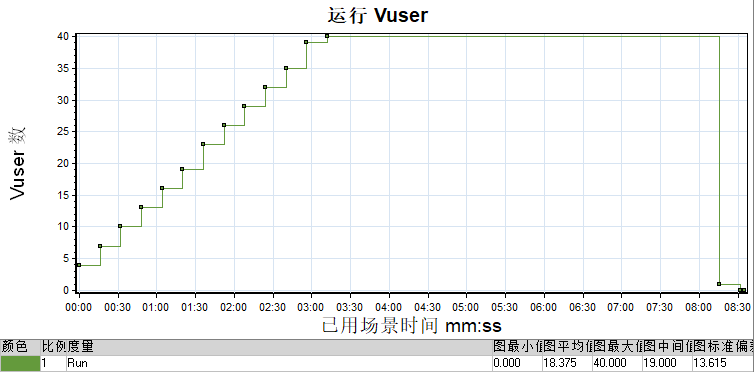 运行 Vuser
40
35
30
25
20
15
10
5
0
Vuser 数
00:00 00:30 01:00 01:30 02:00 02:30 03:00 03:30 04:00 04:30 05:00 05:30 06:00 06:30 07:00 07:30 08:00 08:30
已用场景时间 mm:ss
颜色 比例 度量 图最小值 图平均值 图最大值 图中间值 图标准偏差
1 Run 0.000 18.375 40.000 19.000 13.615